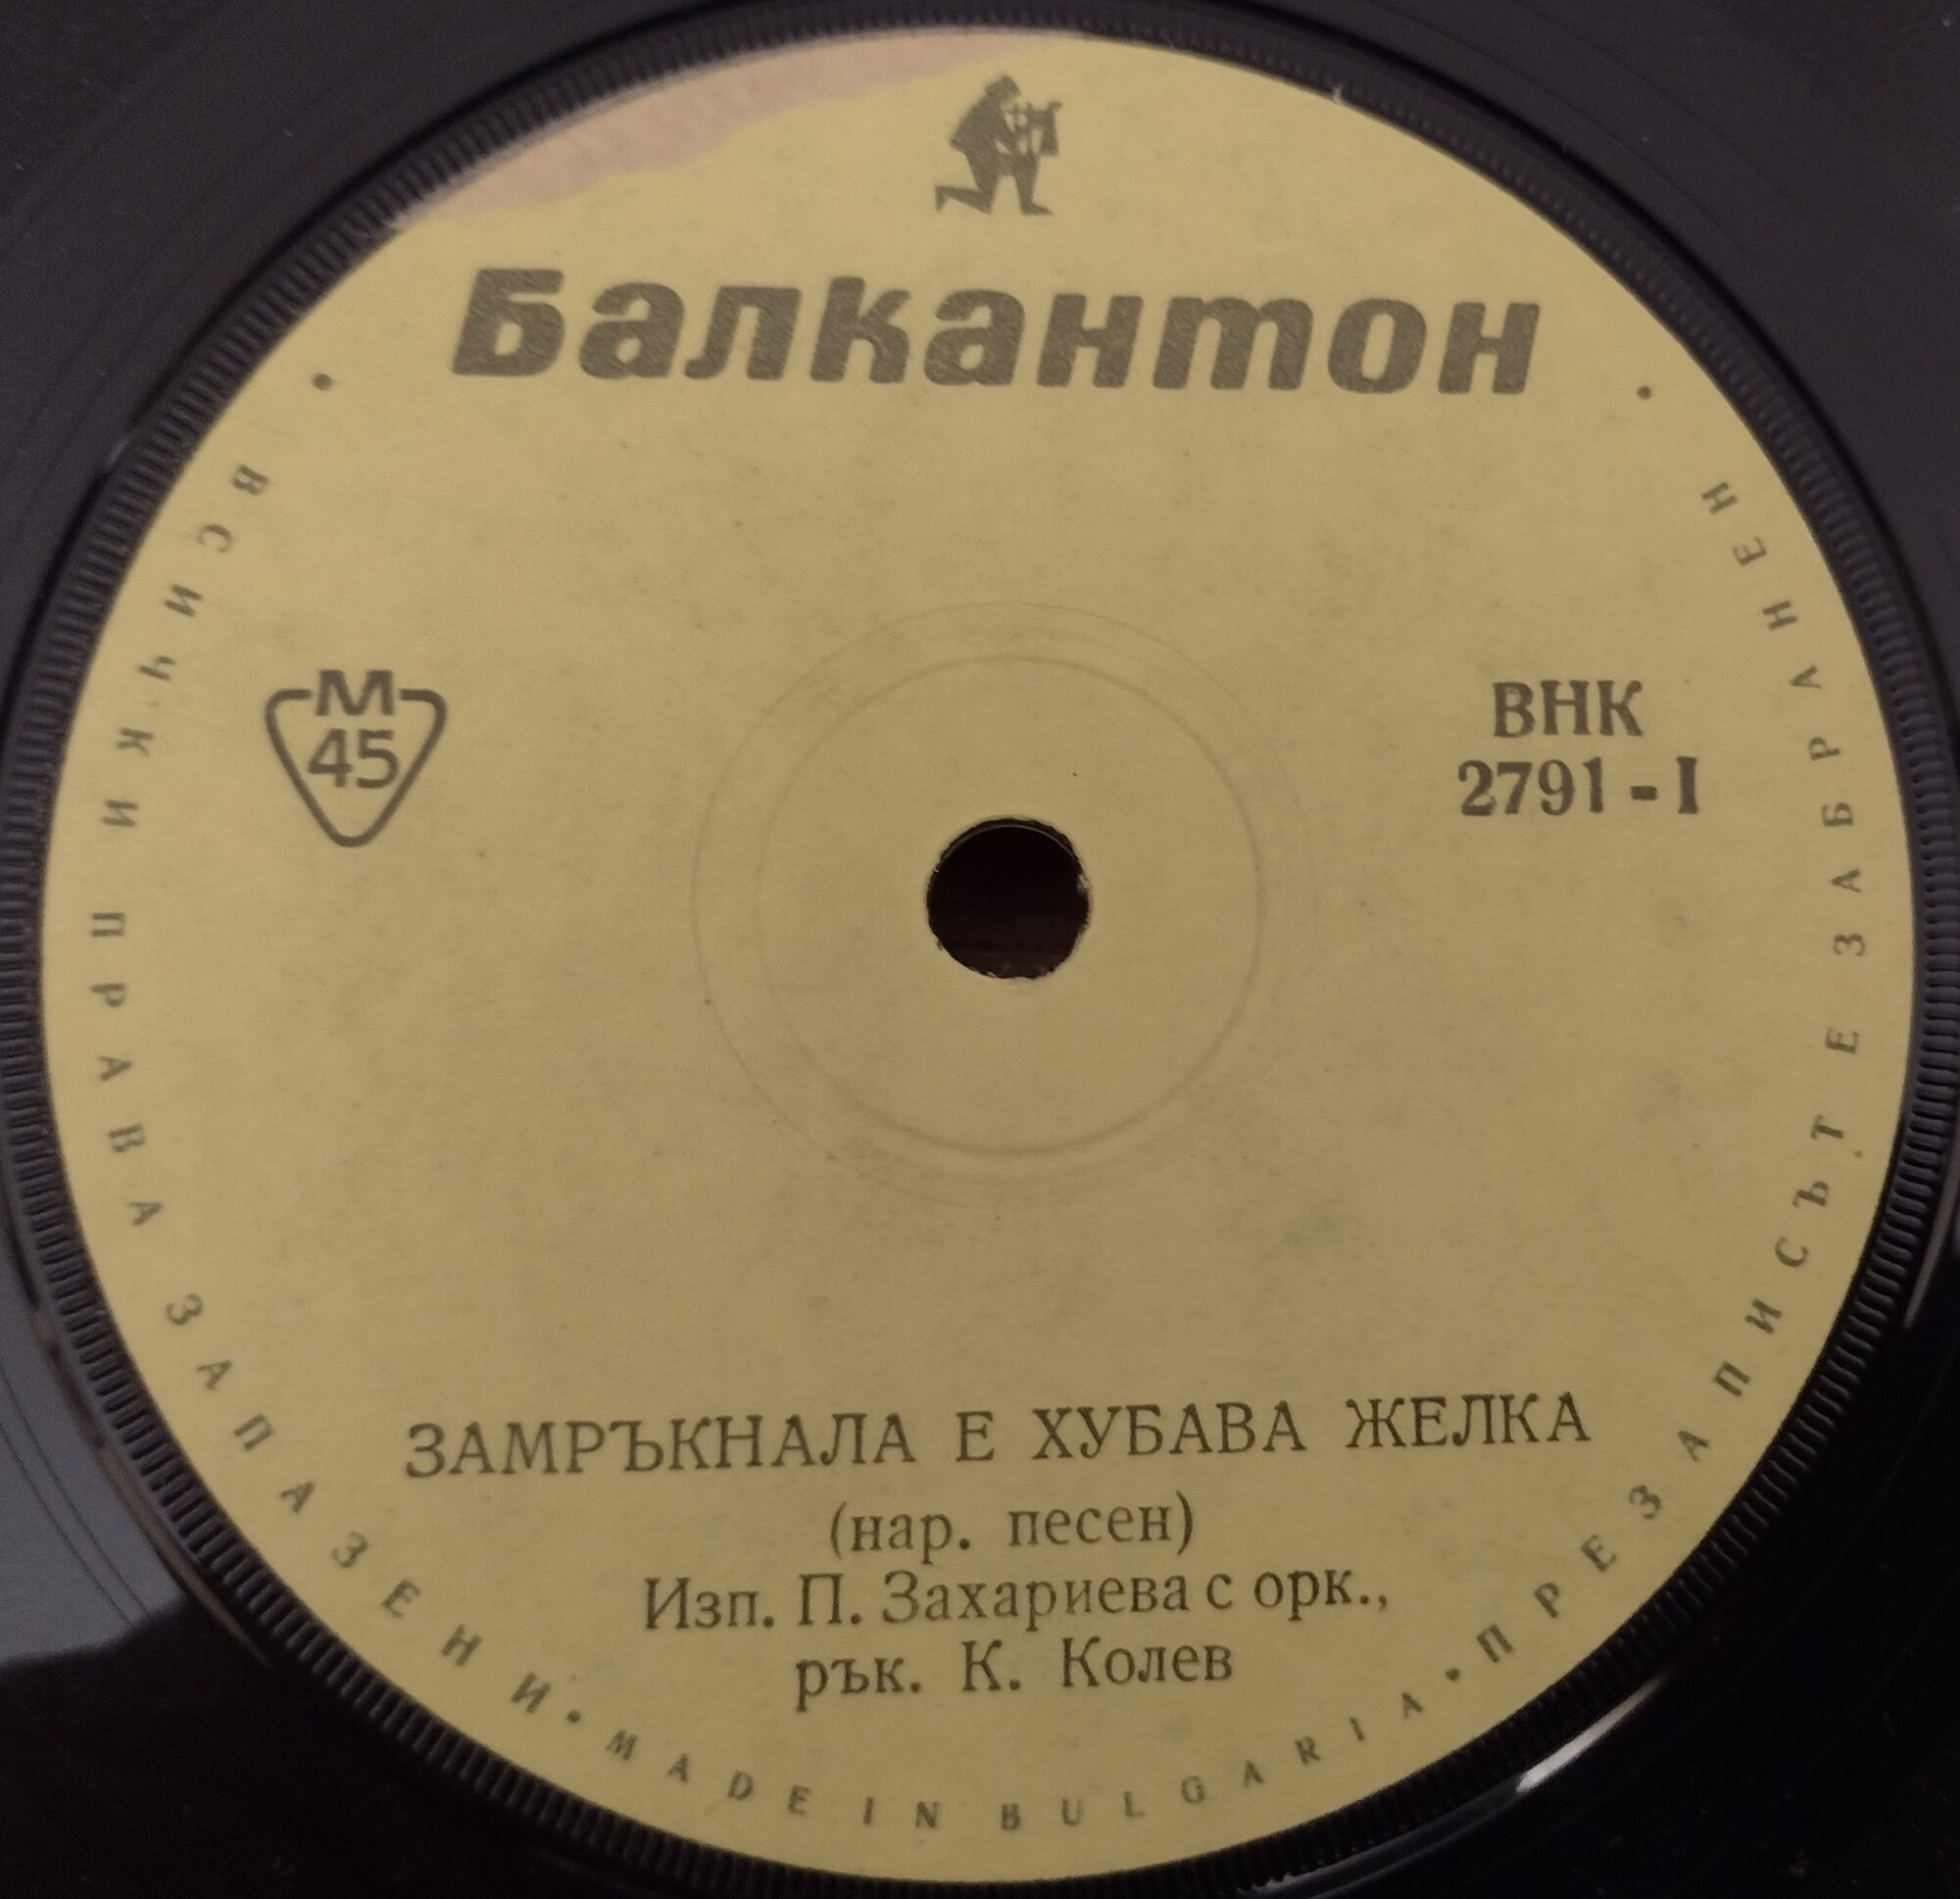 Балкантон
М
45
ВНК
2791 - I
ЗАМРЪКНАЛА Е ХУБАВА ЖЕЛКА
(нар. песен)
Изп. П. Захариева с орк.,
рък. К. Колев
• ВСИЧКИ ПРАВА ЗАПАЗЕНИ • MADE IN BULGARIA • ПРЕЗАПИСЪТ Е ЗАБРАНЕН •